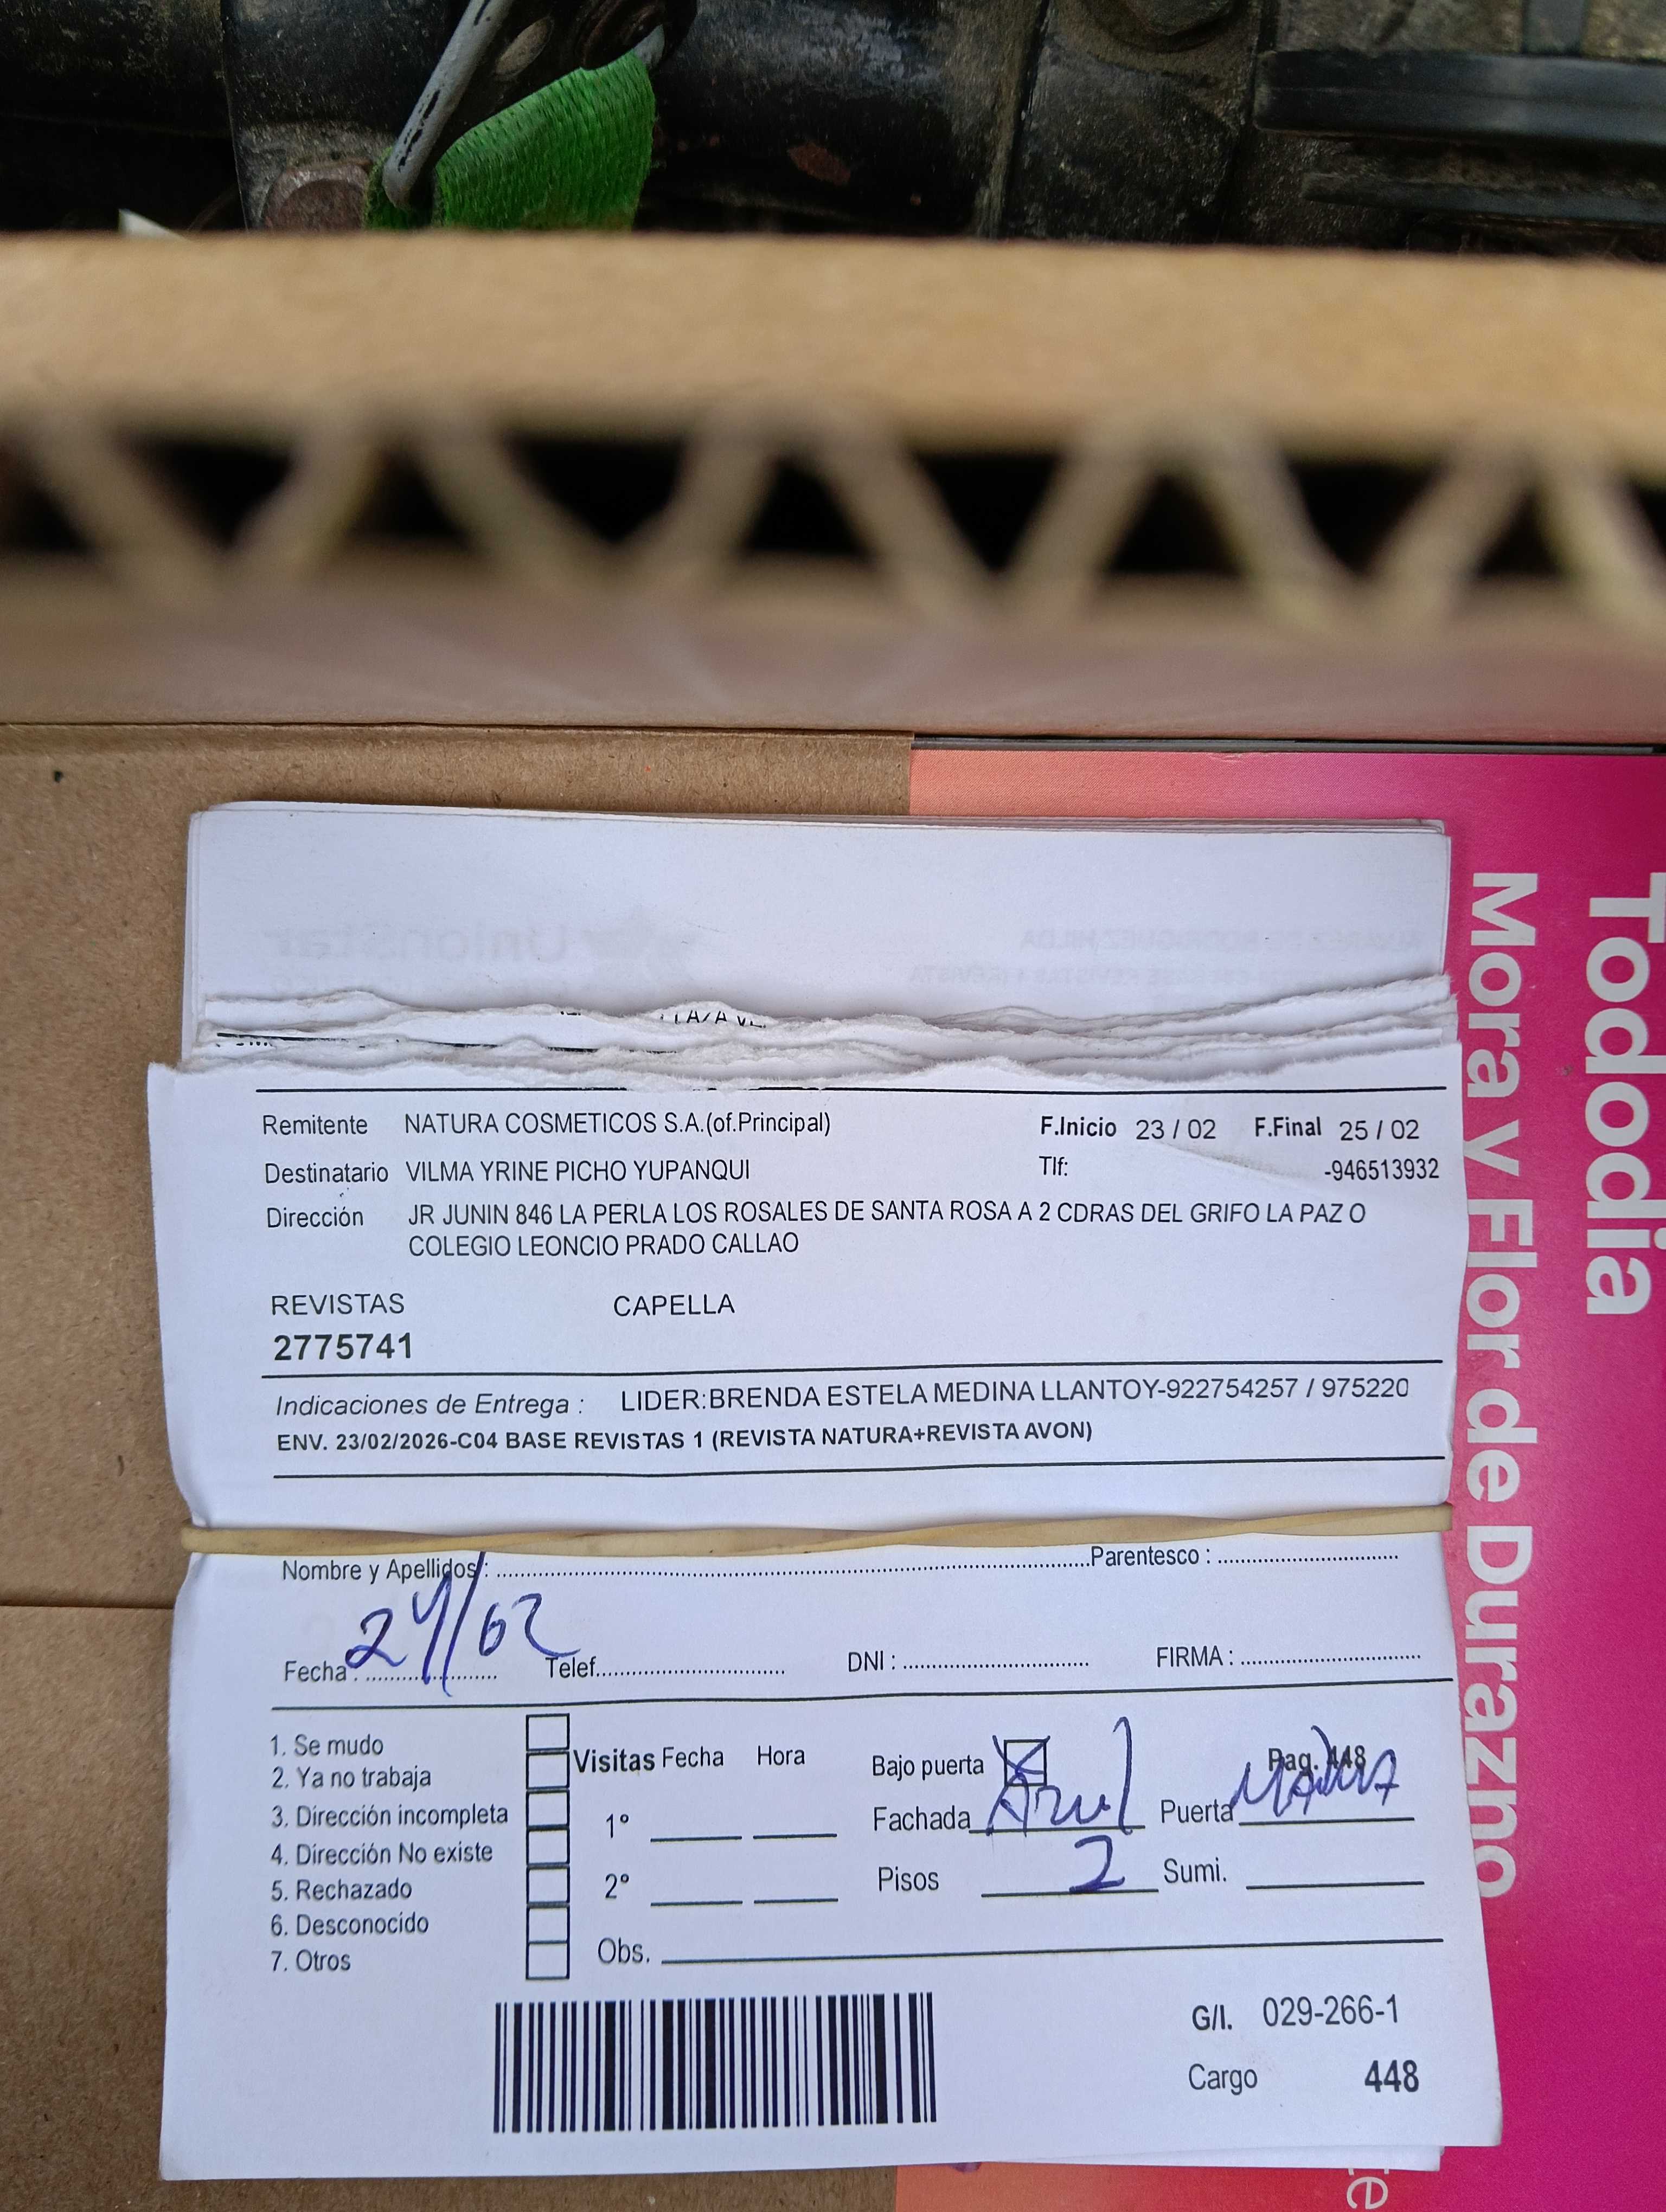 PLAZA VE
Remitente NATURA COSMETICOS S.A.(of.Principal) F.Inicio 23 / 02 F.Final 25 / 02
Destinatario VILMA YRINE PICHO YUPANQUI Tlf: -946513932
Dirección JR JUNIN 846 LA PERLA LOS ROSALES DE SANTA ROSA A 2 CDRAS DEL GRIFO LA PAZ O
COLEGIO LEONCIO PRADO CALLAO
REVISTAS CAPELLA
2775741
Indicaciones de Entrega : LIDER:BRENDA ESTELA MEDINA LLANTOY-922754257 / 975220
ENV. 23/02/2026-C04 BASE REVISTAS 1 (REVISTA NATURA+REVISTA AVON)
Nombre y Apellidos : Parentesco :
Fecha : 24/02 Telef. DNI : FIRMA :
1. Se mudo
2. Ya no trabaja
3. Dirección incompleta
4. Dirección No existe
5. Rechazado
6. Desconocido
7. Otros
Visitas Fecha Hora
1°
2°
Obs.
Bajo puerta X Pag. 448
Fachada Azul Puerta Madera
Pisos 2 Sumi.
G/I. 029-266-1
Cargo 448
Tododia
Mora y Flor de Durazno